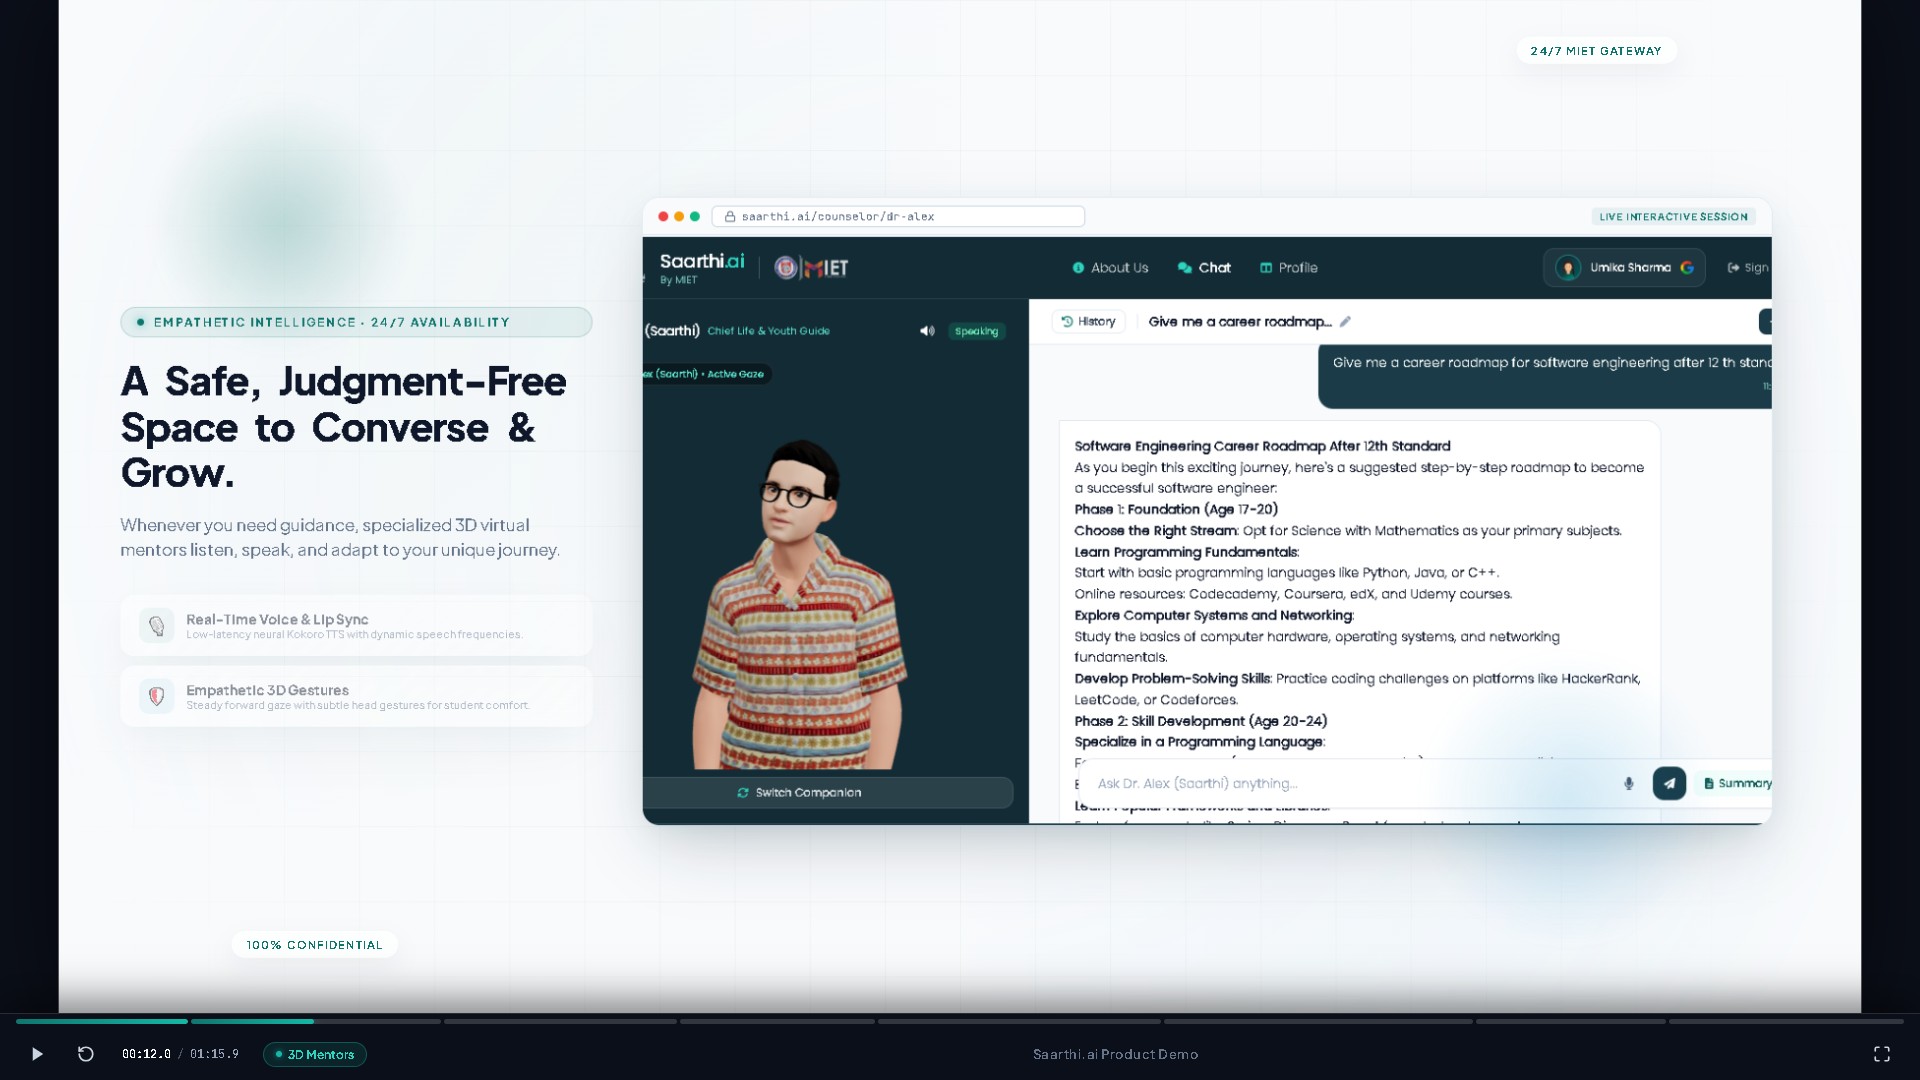 24/7 MIET GATEWAY
EMPATHETIC INTELLIGENCE • 24/7 AVAILABILITY
A Safe, Judgment-Free
Space to Converse &
Grow.
Whenever you need guidance, specialized 3D virtual
mentors listen, speak, and adapt to your unique journey.
Real-Time Voice & Lip Sync
Low-latency neural Kokoro TTS with dynamic speech frequencies.
Empathetic 3D Gestures
Steady forward gaze with subtle head gestures for student comfort.
100% CONFIDENTIAL
saarthi.ai/counselor/dr-alex
LIVE INTERACTIVE SESSION
Saarthi.ai
By MIET
MIET
About Us
Chat
Profile
Umika Sharma
Sign
(Saarthi) Chief Life & Youth Guide
Speaking
(Saarthi) • Active Gaze
Switch Companion
History
Give me a career roadmap...
Give me a career roadmap for software engineering after 12 th stand
Software Engineering Career Roadmap After 12th Standard
As you begin this exciting journey, here's a suggested step-by-step roadmap to become
a successful software engineer:
Phase 1: Foundation (Age 17-20)
Choose the Right Stream: Opt for Science with Mathematics as your primary subjects.
Learn Programming Fundamentals:
Start with basic programming languages like Python, Java, or C++.
Online resources: Codecademy, Coursera, edX, and Udemy courses.
Explore Computer Systems and Networking:
Study the basics of computer hardware, operating systems, and networking
fundamentals.
Develop Problem-Solving Skills: Practice coding challenges on platforms like HackerRank,
LeetCode, or Codeforces.
Phase 2: Skill Development (Age 20-24)
Specialize in a Programming Language:
Ask Dr. Alex (Saarthi) anything...
Summary
00:12.0 / 01:15.9
3D Mentors
Saarthi.ai Product Demo